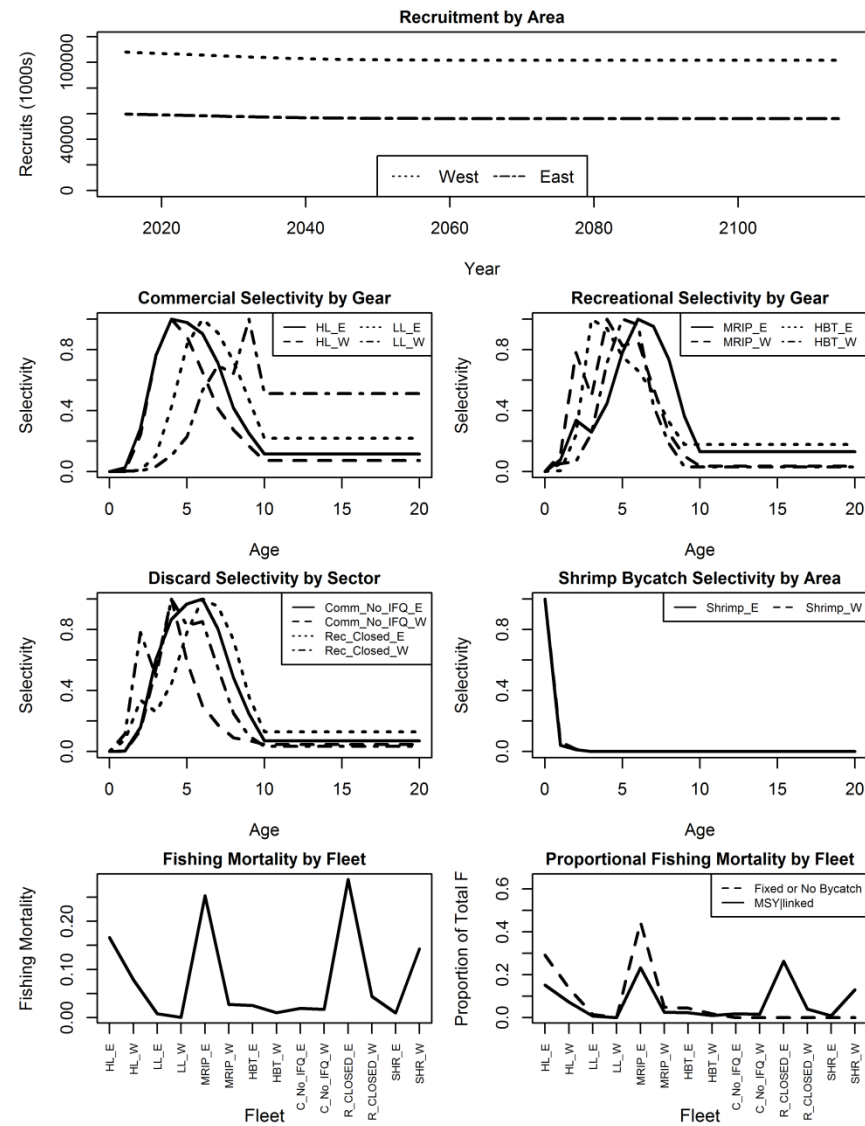 Recruitment by Area
Recruits (1000s)
0 40000 100000
West East
2020 2040 2060 2080 2100
Year
Commercial Selectivity by Gear
Selectivity
0.0 0.4 0.8
HL_E LL_E
HL_W LL_W
0 5 10 15 20
Age
Recreational Selectivity by Gear
Selectivity
0.0 0.4 0.8
MRIP_E HBT_E
MRIP_W HBT_W
0 5 10 15 20
Age
Discard Selectivity by Sector
Selectivity
0.0 0.4 0.8
Comm_No_IFQ_E
Comm_No_IFQ_W
Rec_Closed_E
Rec_Closed_W
0 5 10 15 20
Age
Shrimp Bycatch Selectivity by Area
Selectivity
0.0 0.4 0.8
Shrimp_E Shrimp_W
0 5 10 15 20
Age
Fishing Mortality by Fleet
Fishing Mortality
0.00 0.10 0.20
HL_E HL_W LL_E LL_W MRIP_E MRIP_W HBT_E HBT_W C_No_IFQ_E C_No_IFQ_W R_CLOSED_E R_CLOSED_W SHR_E SHR_W
Fleet
Proportional Fishing Mortality by Fleet
Proportion of Total F
0.0 0.2 0.4 0.6
Fixed or No Bycatch
MSY|linked
HL_E HL_W LL_E LL_W MRIP_E MRIP_W HBT_E HBT_W C_No_IFQ_E C_No_IFQ_W R_CLOSED_E R_CLOSED_W SHR_E SHR_W
Fleet